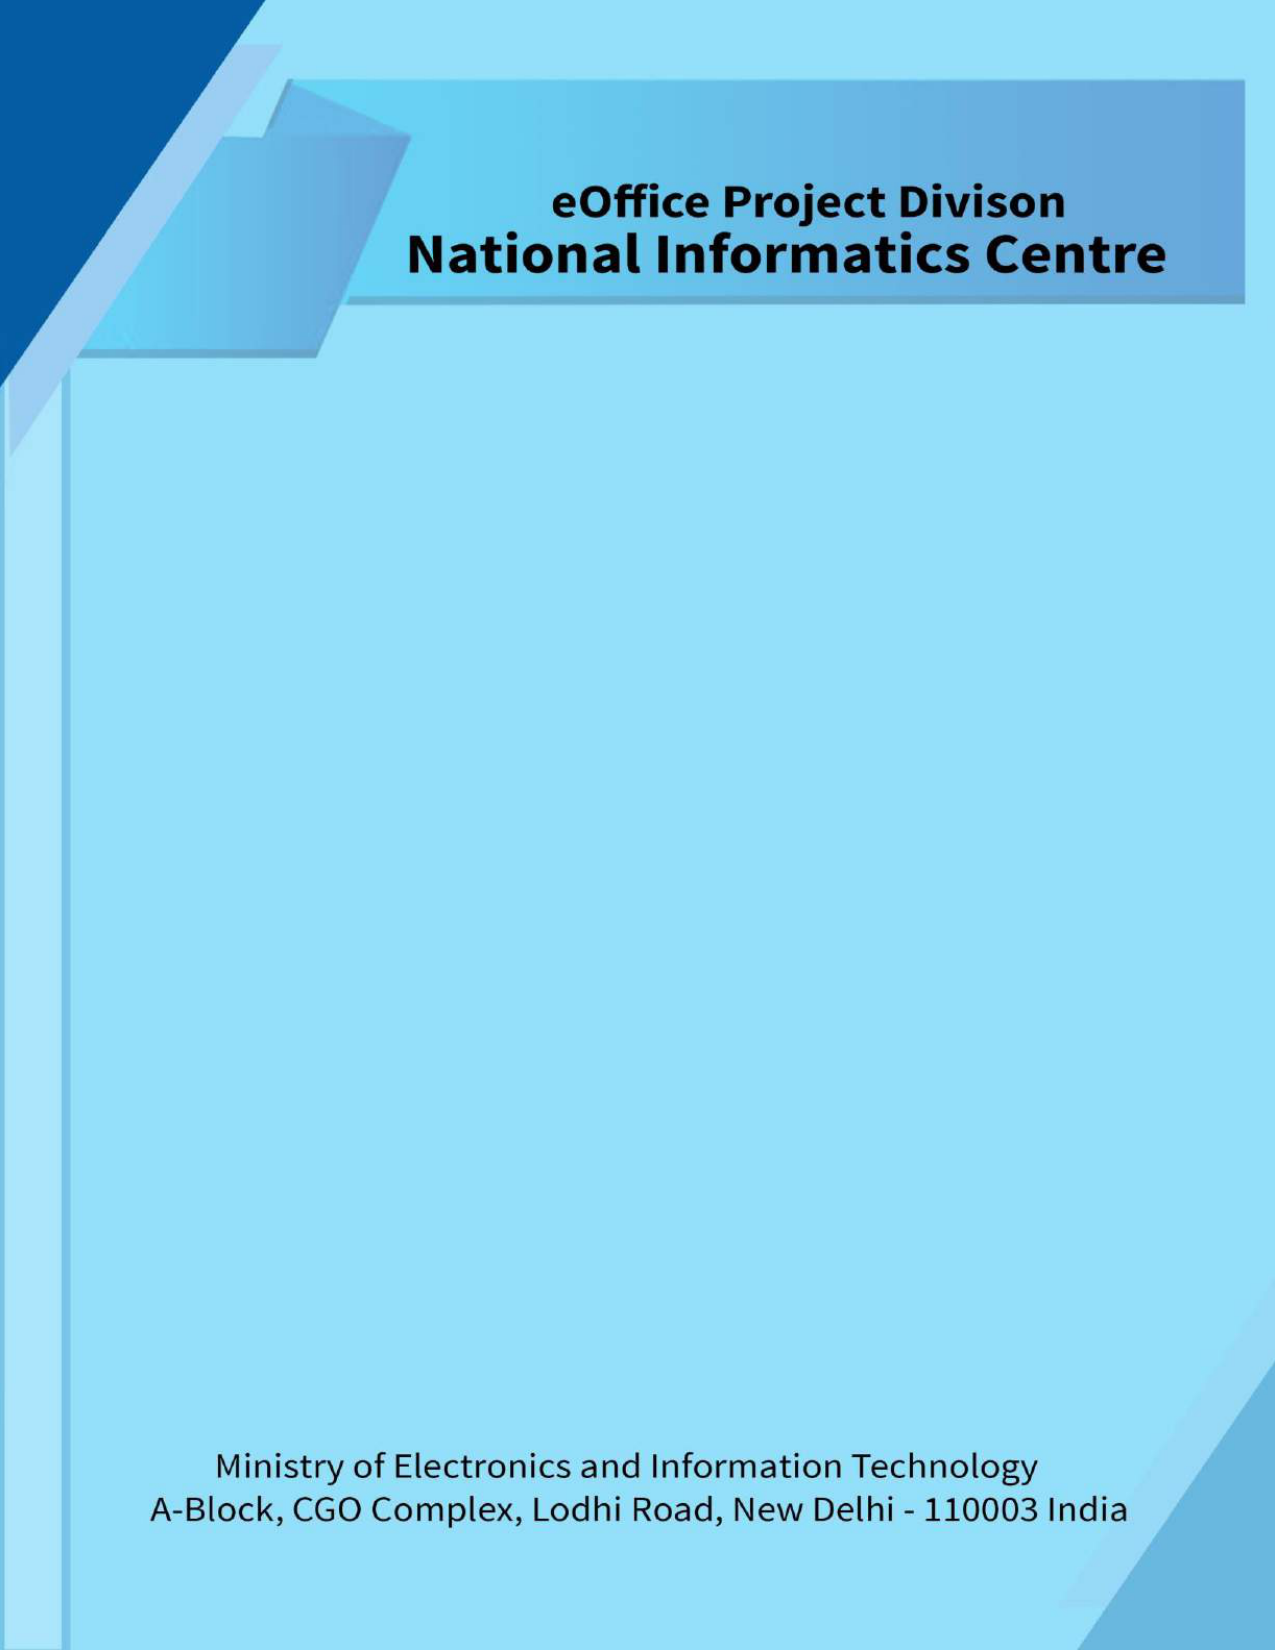 eOffice Project Divison
National Informatics Centre
Ministry of Electronics and Information Technology
A-Block, CGO Complex, Lodhi Road, New Delhi - 110003 India